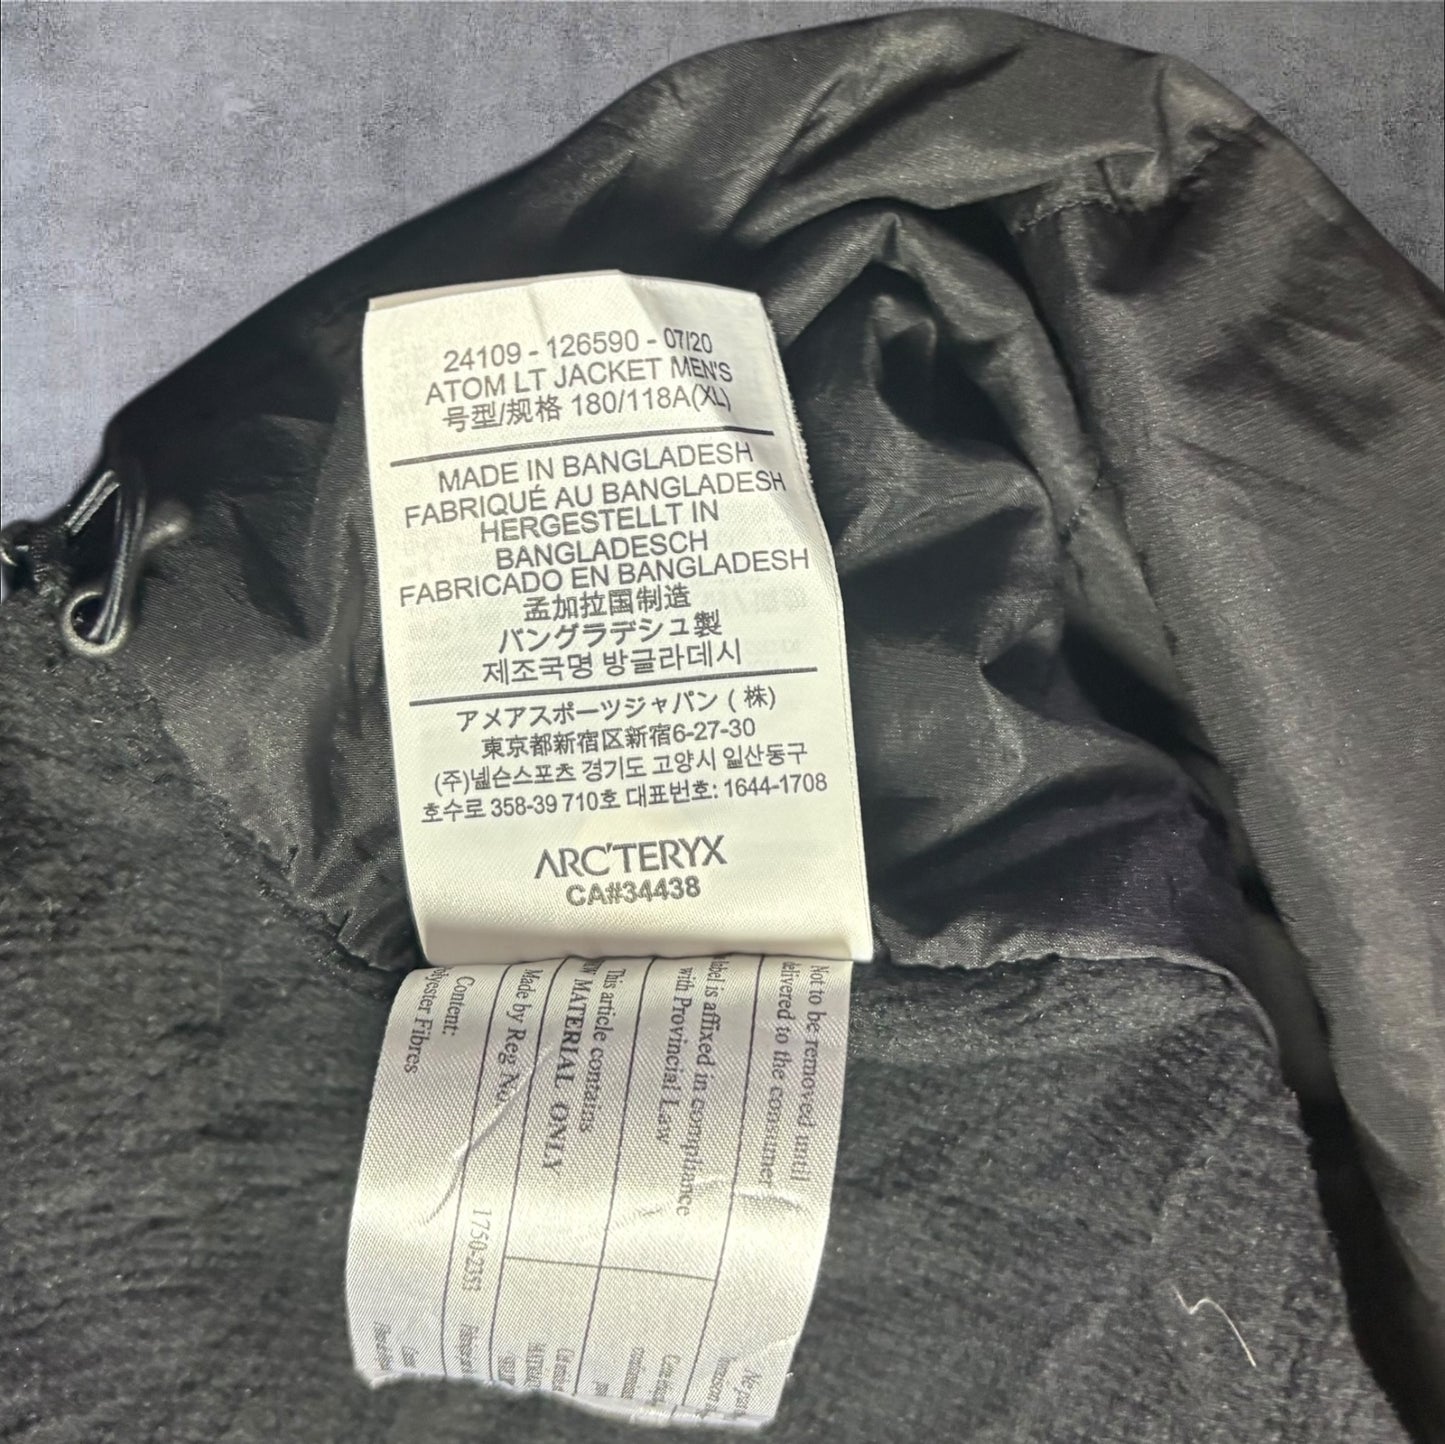 24109 - 126590 - 07/20
ATOM LT JACKET MEN'S
号型/规格 180/118A(XL)
MADE IN BANGLADESH
FABRIQUÉ AU BANGLADESH
HERGESTELLT IN
BANGLADESCH
FABRICADO EN BANGLADESH
孟加拉国制造
バングラデシュ製
제조국명 방글라데시
アメアスポーツジャパン ( 株)
東京都新宿区新宿6-27-30
(주)넬슨스포츠 경기도 고양시 일산동구
호수로 358-39 710호 대표번호: 1644-1708
ARC'TERYX
CA#34438
Not to be removed until
delivered to the consumer
label is affixed in compliance
with Provincial Law
This article contains
MATERIAL ONLY
Made by Reg No.
1750-2353
Content:
Polyester Fibres